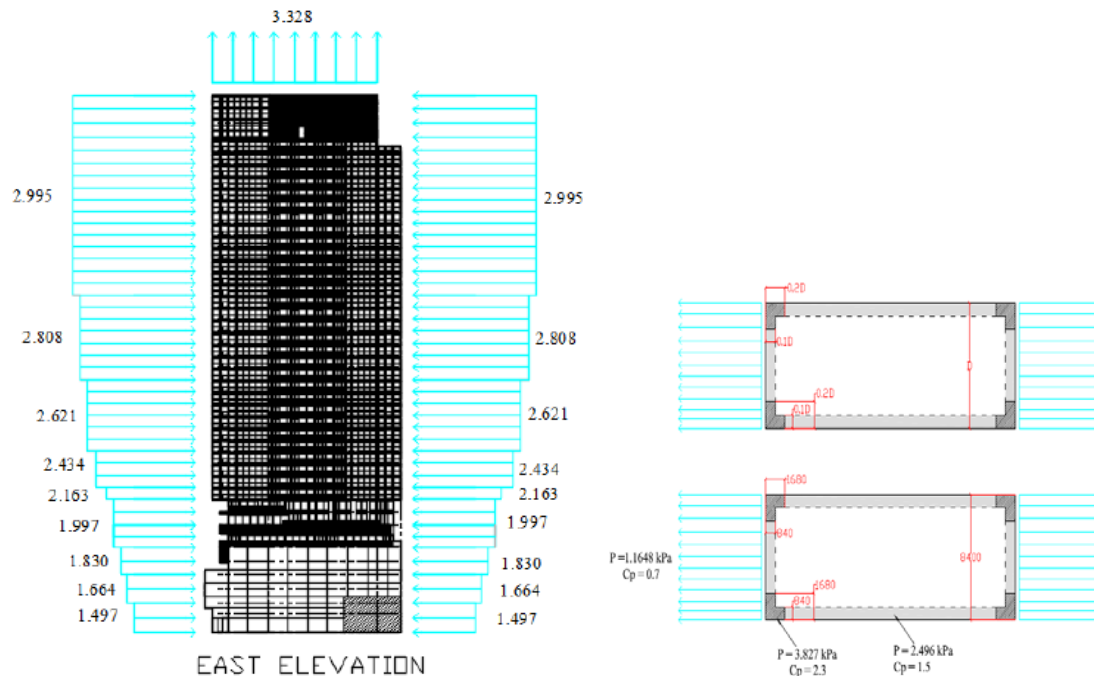 3.328
2.995
2.995
2.808
2.808
2.621
2.621
2.434
2.434
2.163
2.163
1.997
1.997
1.830
1.830
1.664
1.664
1.497
1.497
EAST ELEVATION
0.2D
0.1D
D
0.2D
0.1D
1680
840
8400
1680
840
P =1.1648 kPa
Cp = 0.7
P = 3.827 kPa
Cp = 2.3
P = 2.496 kPa
Cp = 1.5